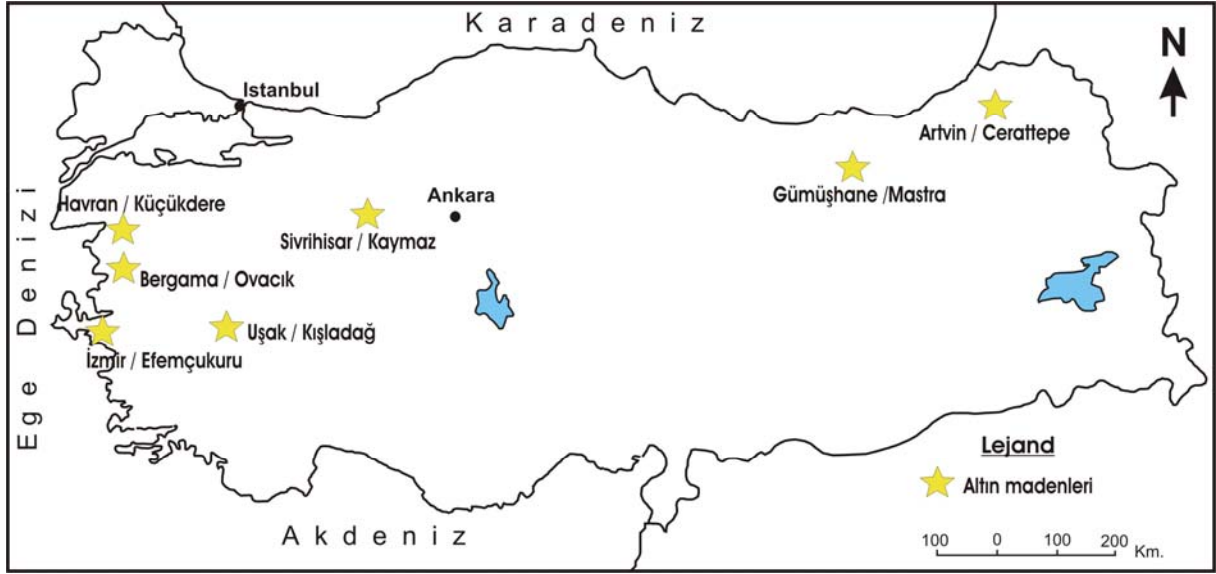 Karadeniz
N
Istanbul
Artvin / Cerattepe
Gümüşhane /Mastra
Ankara
Havran / Küçükdere
Sivrihisar / Kaymaz
Bergama / Ovacık
Uşak / Kışladağ
İzmir / Efemçukuru
Ege Denizi
Akdeniz
Lejand
Altın madenleri
100 0 100 200 Km.